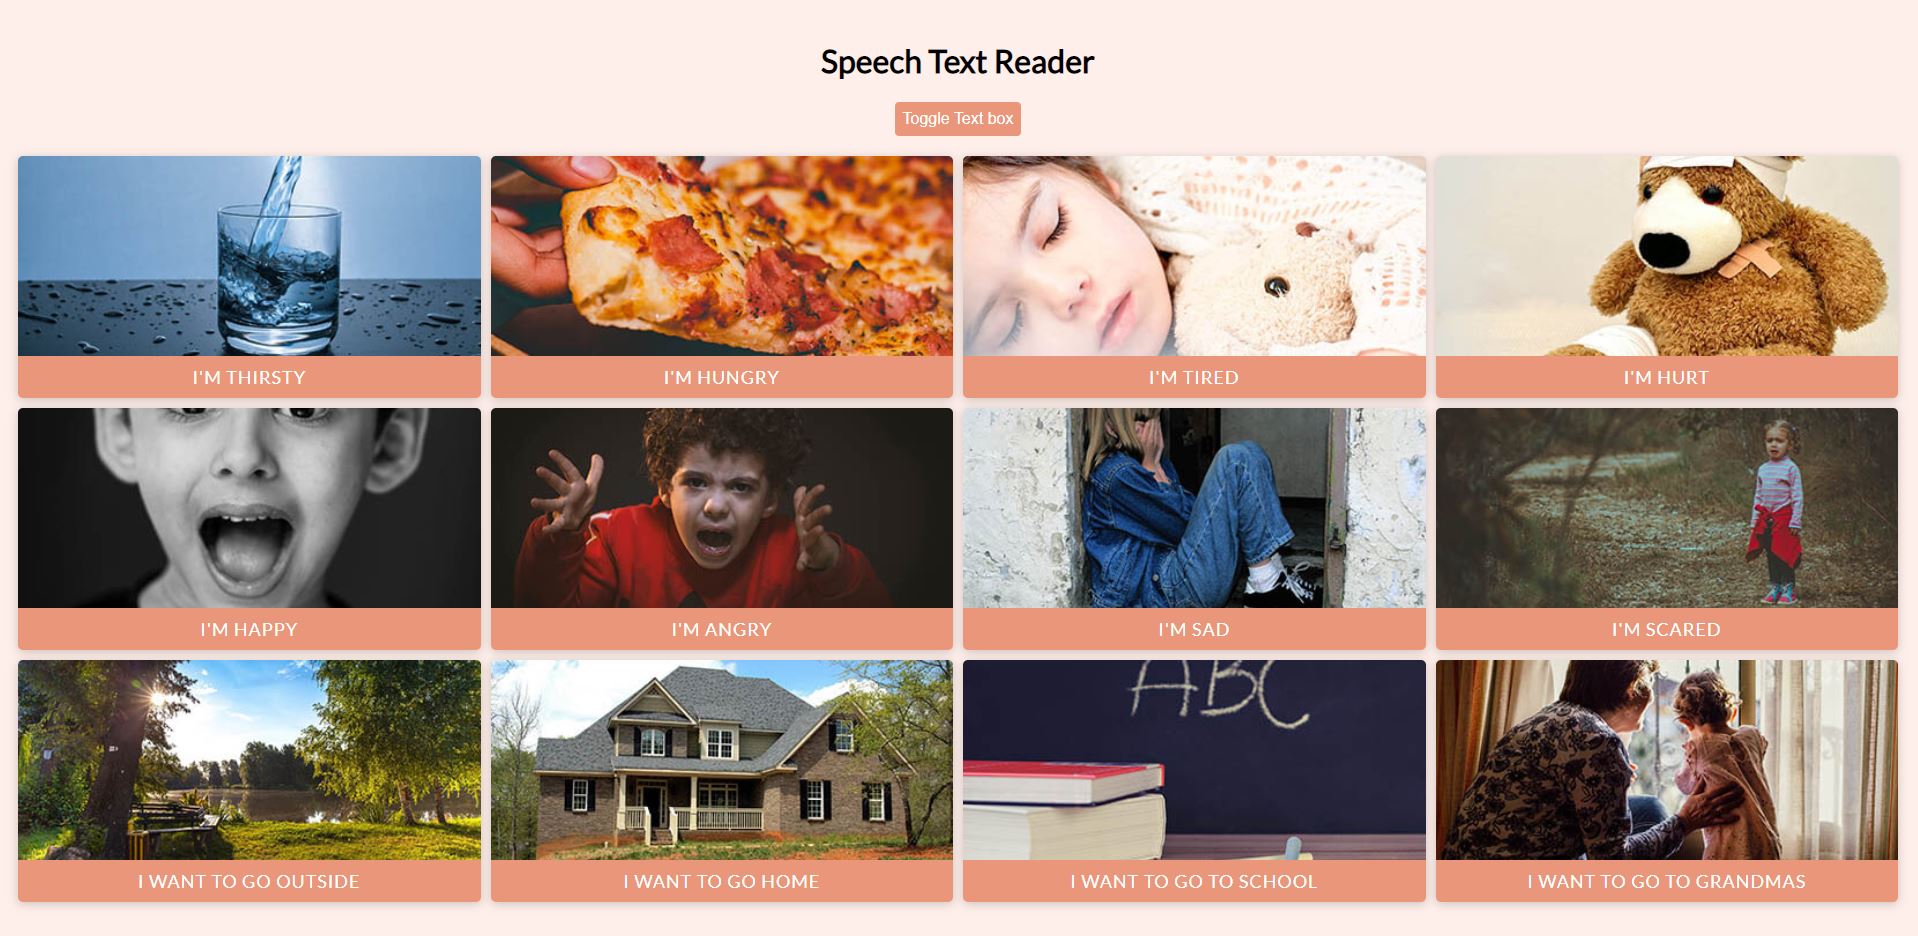 Speech Text Reader
Toggle Text box
I'M THIRSTY
I'M HUNGRY
I'M TIRED
I'M HURT
I'M HAPPY
I'M ANGRY
I'M SAD
I'M SCARED
ABC
I WANT TO GO OUTSIDE
I WANT TO GO HOME
I WANT TO GO TO SCHOOL
I WANT TO GO TO GRANDMAS